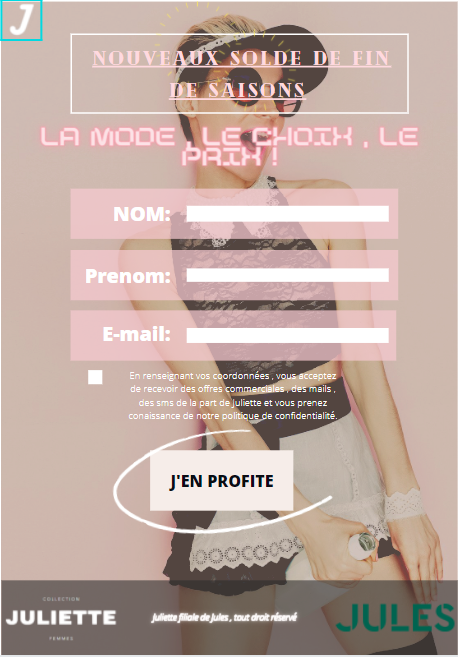 J
NOUVEAUX SOLDE DE FIN
DE SAISONS
LA MODE , LE CHOIX , LE
PRIX !
NOM:
Prenom:
E-mail:
En renseignant vos coordonnées , vous acceptez
de recevoir des offres commerciales , des mails ,
des sms de la part de juliette et vous prenez
conaissance de notre politique de confidentialité.
J'EN PROFITE
COLLECTION
JULIETTE
FEMMES
Juliette filiale de Jules , tout droit réservé
JULES